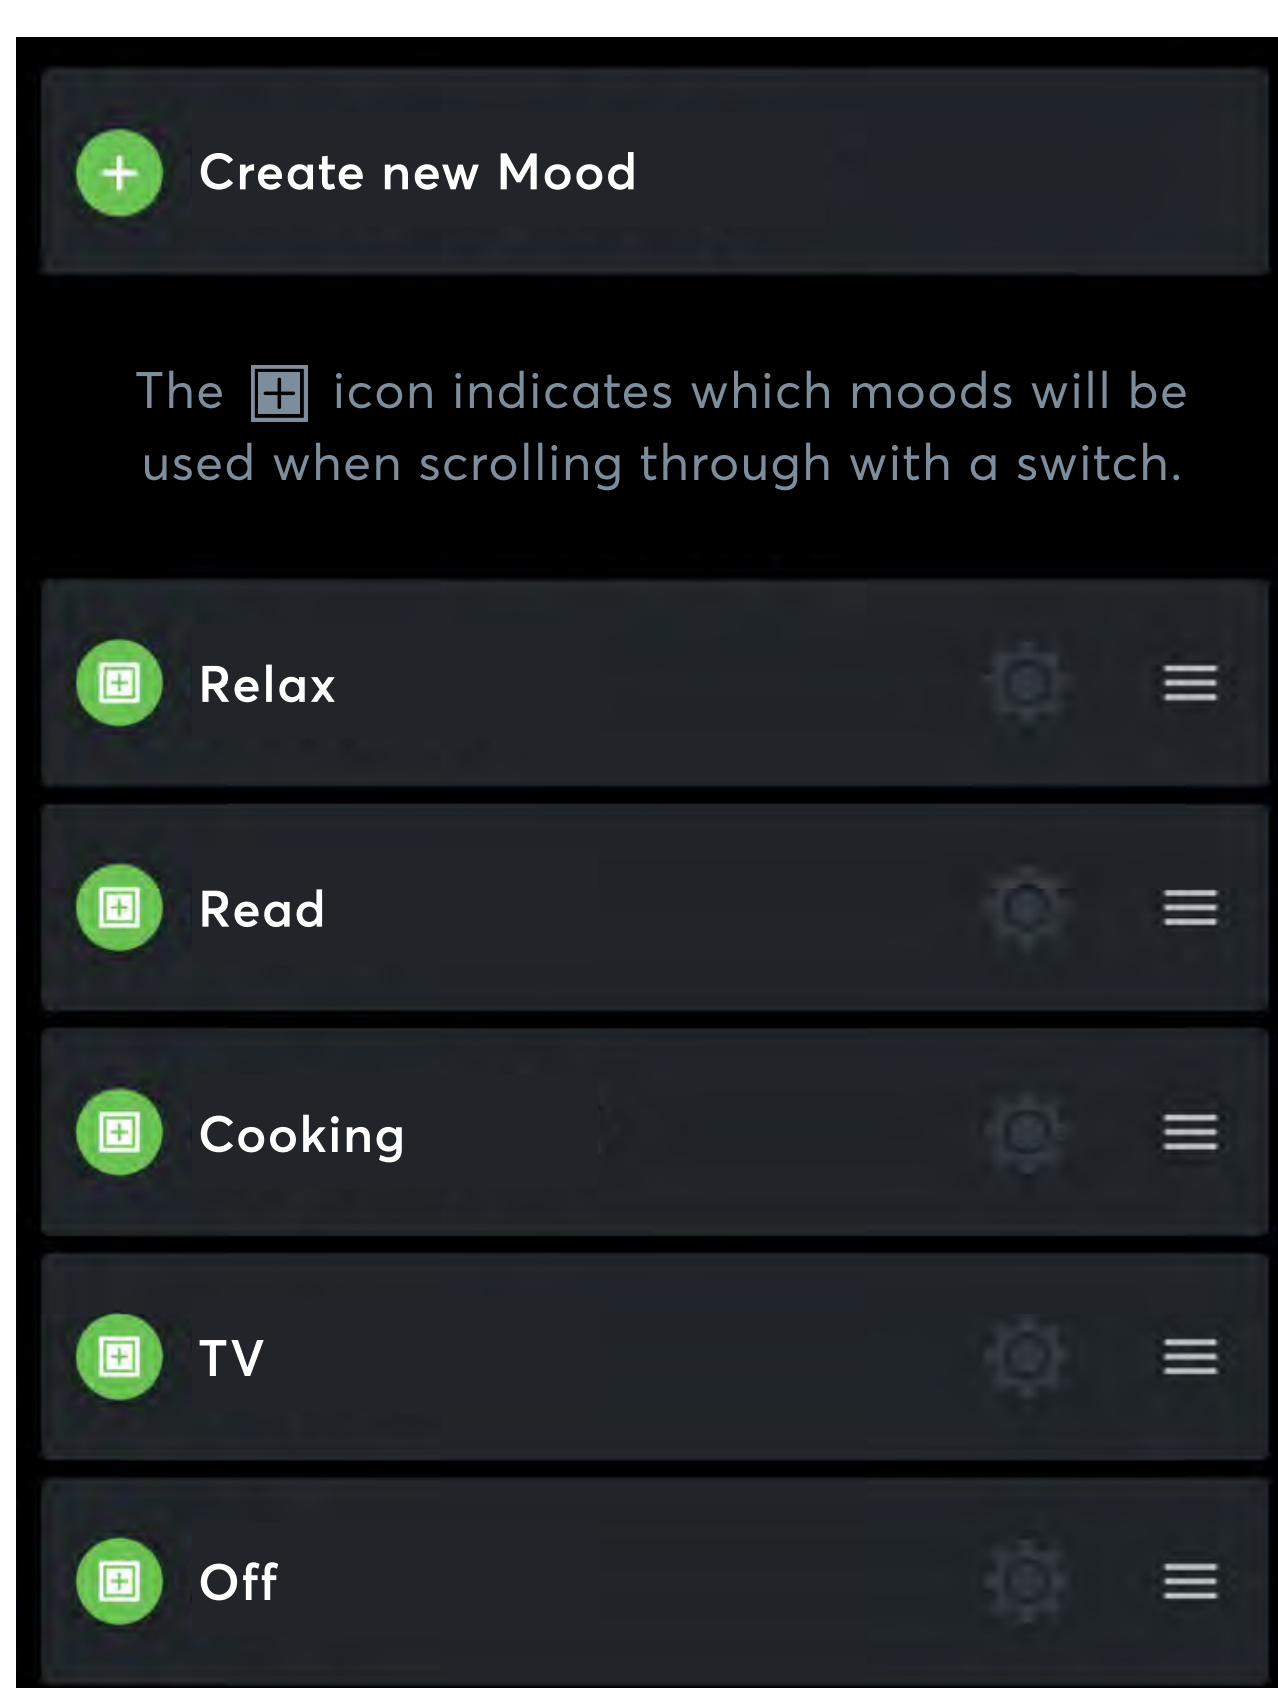 Create new Mood
The icon indicates which moods will be
used when scrolling through with a switch.
Relax
Read
Cooking
TV
Off